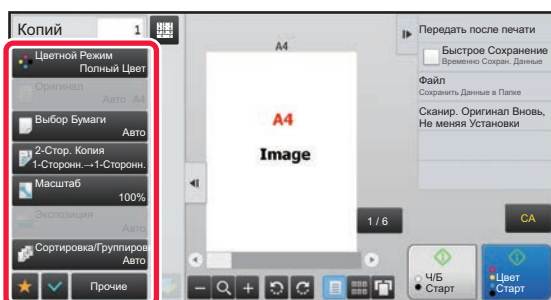 Копий 1
Цветной Режим
Полный Цвет
Оригинал
Авто A4
Выбор Бумаги
Авто
2-Стор. Копия
1-Сторонн.→1-Сторонн.
Масштаб
100%
Экспозиция
Авто
Сортировка/Группиров
Авто
Прочие
A4
A4
Image
1 / 6
Передать после печати
Быстрое Сохранение
Временно Сохран. Данные
Файл
Сохранить Данные в Папке
Сканир. Оригинал Вновь,
Не меняя Установки
CA
Ч/Б
Старт
Цвет
Старт